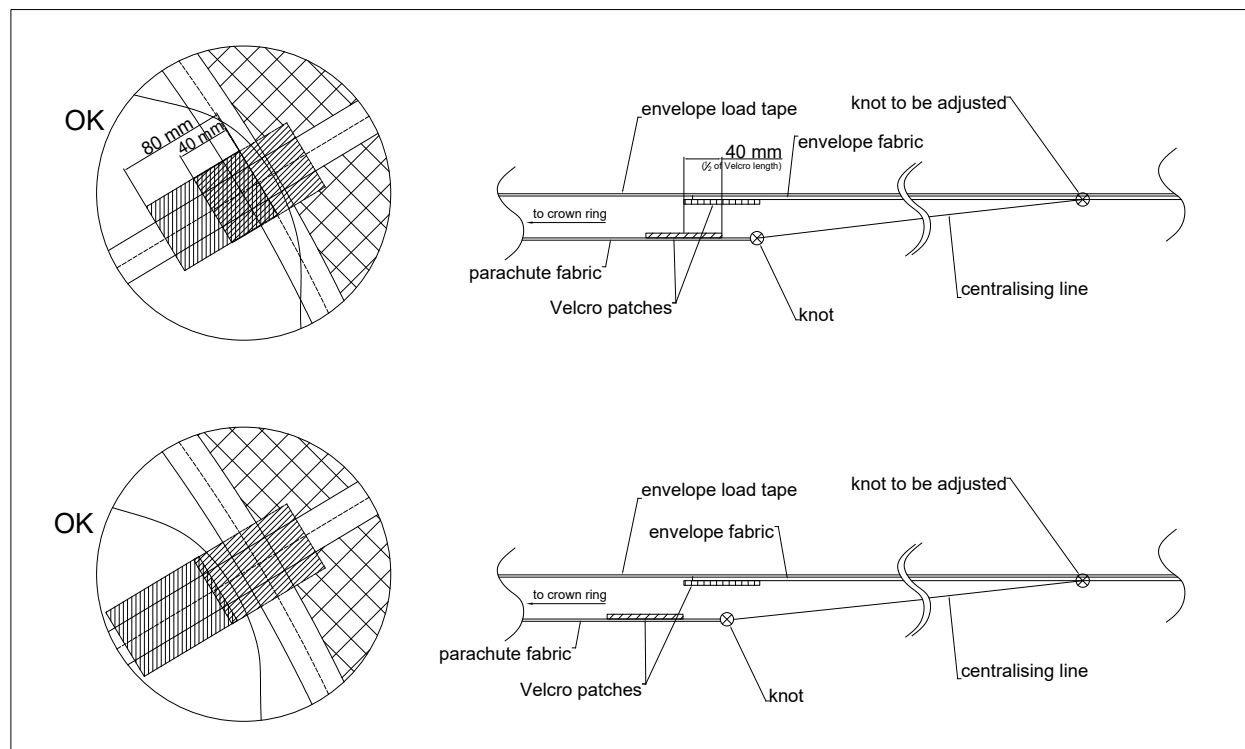 OK
80 mm
40 mm
envelope load tape
knot to be adjusted
envelope fabric
40 mm
(½ of Velcro length)
to crown ring
parachute fabric
Velcro patches
knot
centralising line
OK
envelope load tape
knot to be adjusted
envelope fabric
to crown ring
parachute fabric
Velcro patches
knot
centralising line